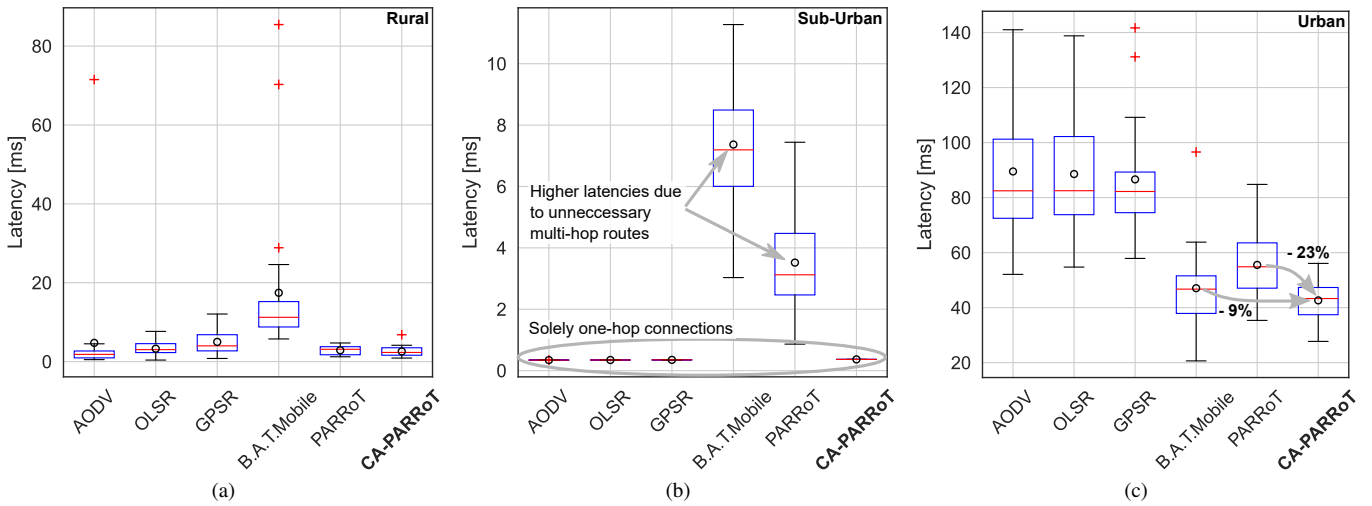 Rural
Latency [ms]
80
60
40
20
0
AODV
OLSR
GPSR
B.A.T.Mobile
PARRoT
CA-PARRoT
(a)
Sub-Urban
Latency [ms]
10
8
6
4
2
0
Higher latencies due
to unneccessary
multi-hop routes
Solely one-hop connections
AODV
OLSR
GPSR
B.A.T.Mobile
PARRoT
CA-PARRoT
(b)
Urban
Latency [ms]
140
120
100
80
60
40
20
- 23%
- 9%
AODV
OLSR
GPSR
B.A.T.Mobile
PARRoT
CA-PARRoT
(c)